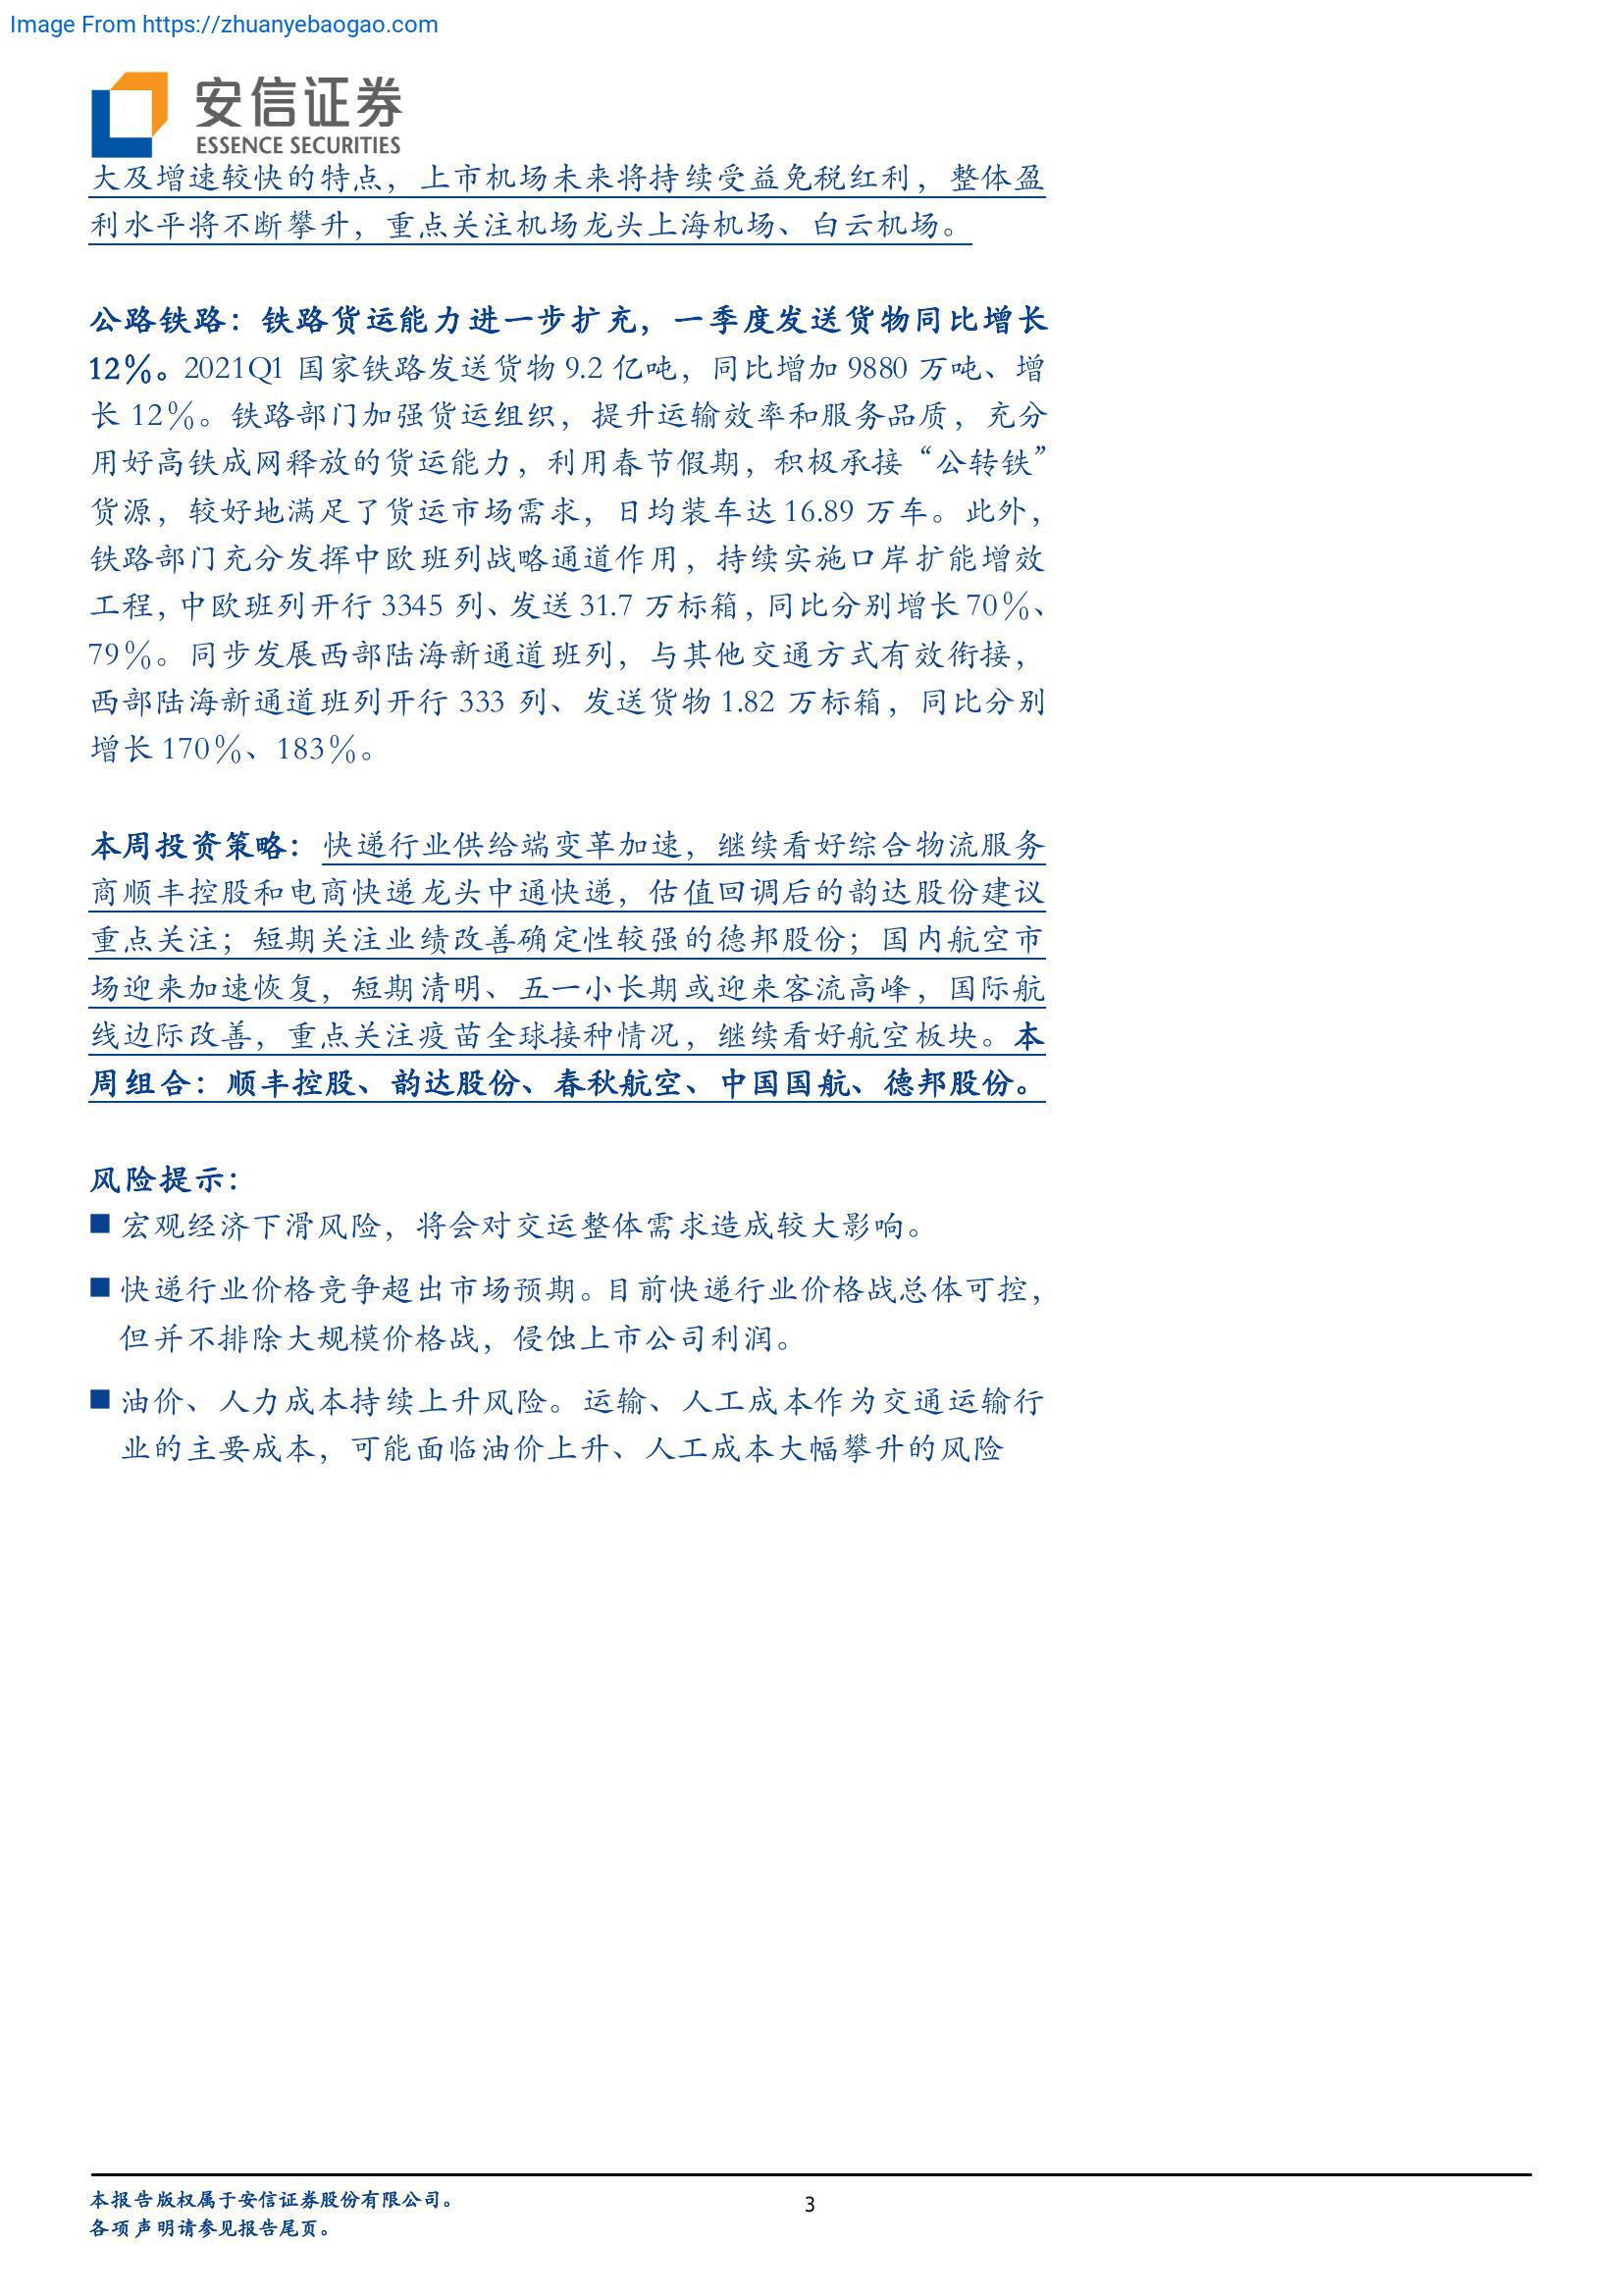 Image From https://zhuanyebaogao.com
安信证券
ESSENCE SECURITIES
大及增速较快的特点，上市机场未来将持续受益免税红利，整体盈
利水平将不断攀升，重点关注机场龙头上海机场、白云机场。
公路铁路：铁路货运能力进一步扩充，一季度发送货物同比增长
12%。2021Q1 国家铁路发送货物 9.2 亿吨，同比增加 9880 万吨、增
长 12%。铁路部门加强货运组织，提升运输效率和服务品质，充分
用好高铁成网释放的货运能力，利用春节假期，积极承接“公转铁”
货源，较好地满足了货运市场需求，日均装车达 16.89 万车。此外，
铁路部门充分发挥中欧班列战略通道作用，持续实施口岸扩能增效
工程，中欧班列开行 3345 列、发送 31.7 万标箱，同比分别增长 70%、
79%。同步发展西部陆海新通道班列，与其他交通方式有效衔接，
西部陆海新通道班列开行 333 列、发送货物 1.82 万标箱，同比分别
增长 170%、183%。
本周投资策略：快递行业供给端变革加速，继续看好综合物流服务
商顺丰控股和电商快递龙头中通快递，估值回调后的韵达股份建议
重点关注；短期关注业绩改善确定性较强的德邦股份；国内航空市
场迎来加速恢复，短期清明、五一小长期或迎来客流高峰，国际航
线边际改善，重点关注疫苗全球接种情况，继续看好航空板块。本
周组合：顺丰控股、韵达股份、春秋航空、中国国航、德邦股份。
风险提示：
■ 宏观经济下滑风险，将会对交运整体需求造成较大影响。
■ 快递行业价格竞争超出市场预期。目前快递行业价格战总体可控，
但并不排除大规模价格战，侵蚀上市公司利润。
■ 油价、人力成本持续上升风险。运输、人工成本作为交通运输行
业的主要成本，可能面临油价上升、人工成本大幅攀升的风险
本报告版权属于安信证券股份有限公司。
3
各项声明请参见报告尾页。